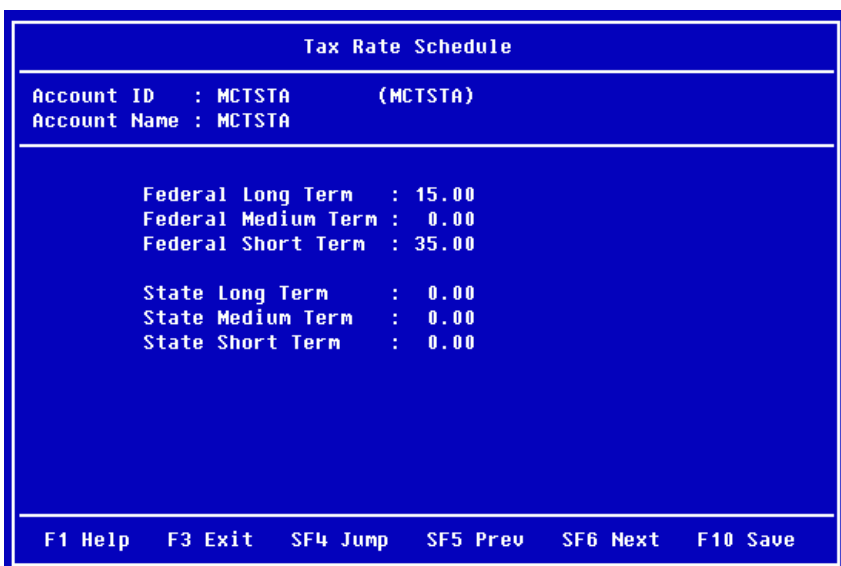 Tax Rate Schedule
Account ID : MCTSTA (MCTSTA)
Account Name : MCTSTA
Federal Long Term : 15.00
Federal Medium Term : 0.00
Federal Short Term : 35.00
State Long Term : 0.00
State Medium Term : 0.00
State Short Term : 0.00
F1 Help F3 Exit SF4 Jump SF5 Prev SF6 Next F10 Save